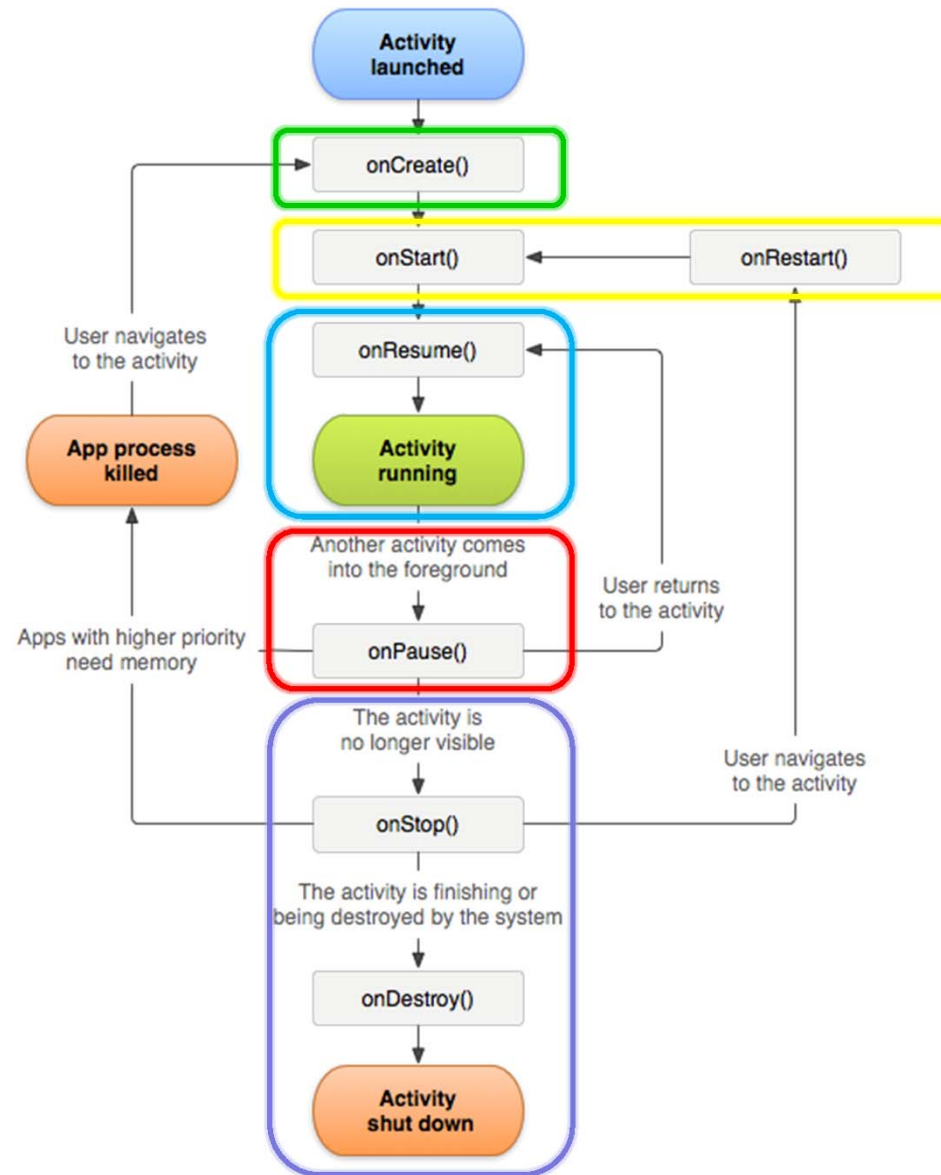 Activity
launched
onCreate()
onStart()
onRestart()
onResume()
User navigates
to the activity
App process
killed
Activity
running
Another activity comes
into the foreground
User returns
to the activity
Apps with higher priority
need memory
onPause()
The activity is
no longer visible
User navigates
to the activity
onStop()
The activity is finishing or
being destroyed by the system
onDestroy()
Activity
shut down